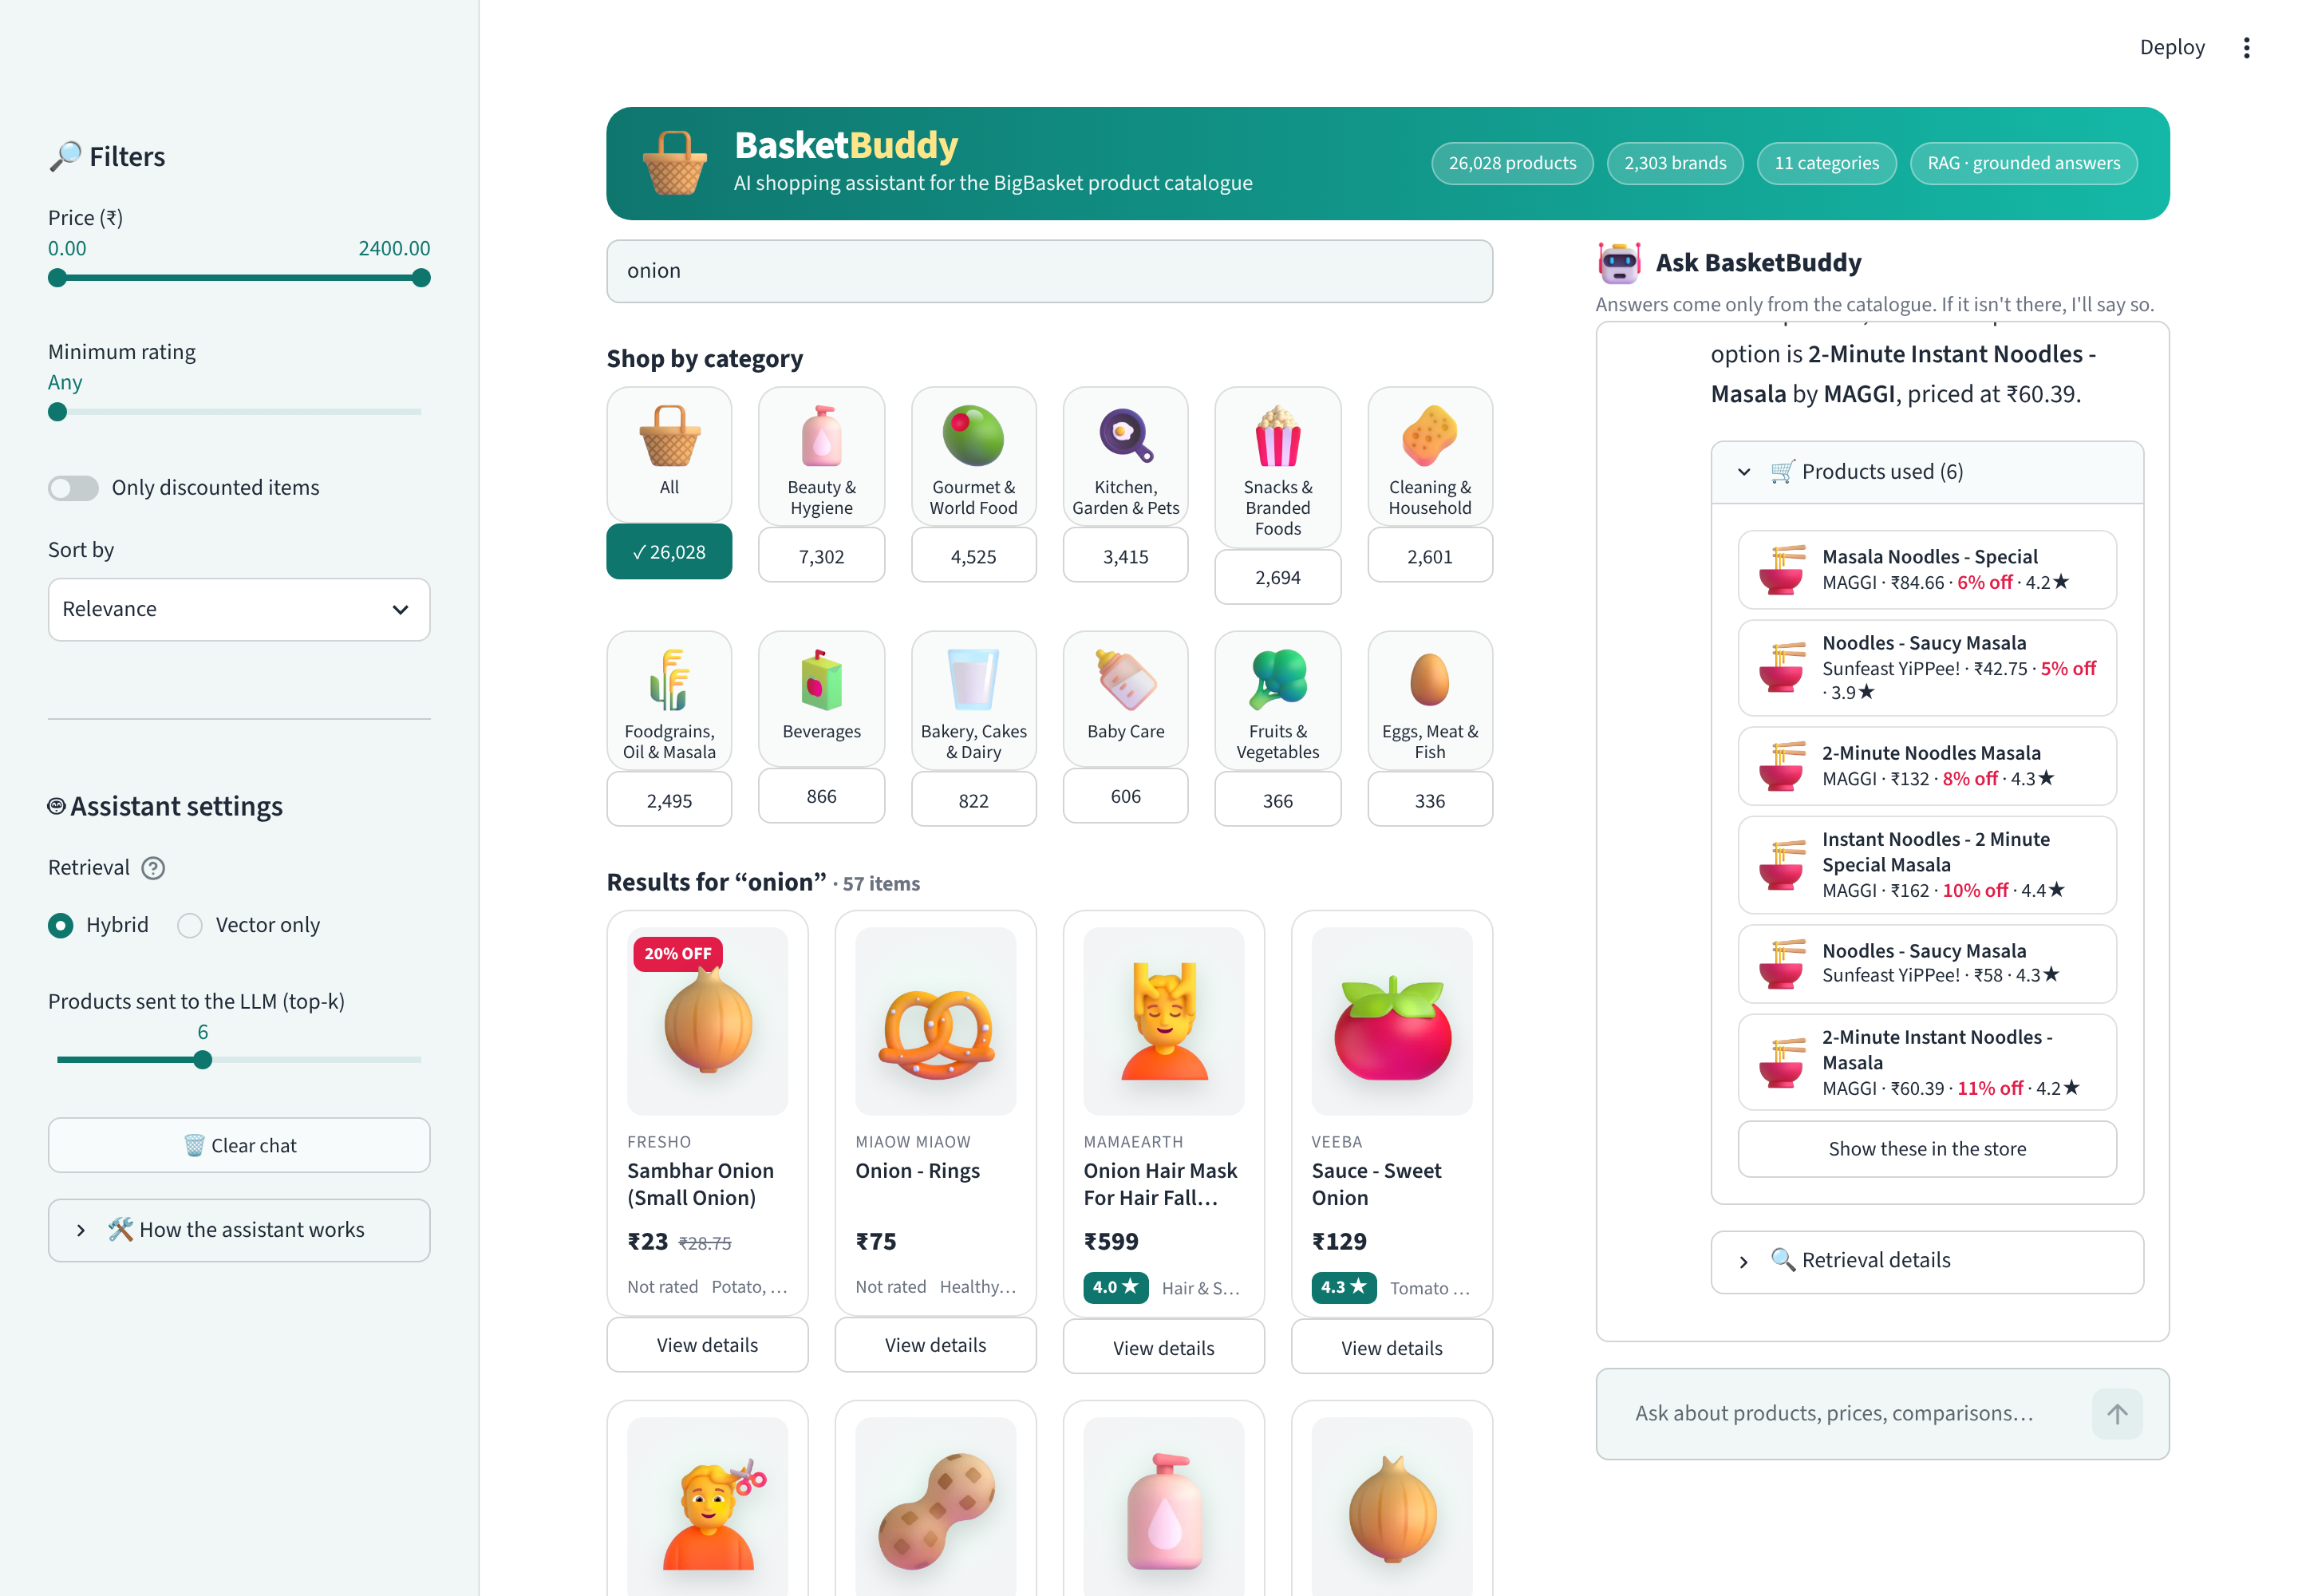 Deploy
🔎 Filters
Price (₹)
0.00 2400.00
Minimum rating
Any
Only discounted items
Sort by
Relevance
Assistant settings
Retrieval
Hybrid Vector only
Products sent to the LLM (top-k)
6
🗑️ Clear chat
🛠️ How the assistant works
BasketBuddy
AI shopping assistant for the BigBasket product catalogue
26,028 products
2,303 brands
11 categories
RAG · grounded answers
onion
Shop by category
All
✓ 26,028
Beauty &
Hygiene
7,302
Gourmet &
World Food
4,525
Kitchen,
Garden & Pets
3,415
Snacks &
Branded
Foods
2,694
Cleaning &
Household
2,601
Foodgrains,
Oil & Masala
2,495
Beverages
866
Bakery, Cakes
& Dairy
822
Baby Care
606
Fruits &
Vegetables
366
Eggs, Meat &
Fish
336
Results for “onion” · 57 items
20% OFF
FRESHO
Sambhar Onion
(Small Onion)
₹23 ₹28.75
Not rated Potato, …
View details
MIAOW MIAOW
Onion - Rings
₹75
Not rated Healthy…
View details
MAMAEARTH
Onion Hair Mask
For Hair Fall…
₹599
4.0 ★ Hair & S…
View details
VEEBA
Sauce - Sweet
Onion
₹129
4.3 ★ Tomato …
View details
Ask BasketBuddy
Answers come only from the catalogue. If it isn't there, I'll say so.
option is 2-Minute Instant Noodles -
Masala by MAGGI, priced at ₹60.39.
🛒 Products used (6)
Masala Noodles - Special
MAGGI · ₹84.66 · 6% off · 4.2★
Noodles - Saucy Masala
Sunfeast YiPPee! · ₹42.75 · 5% off
· 3.9★
2-Minute Noodles Masala
MAGGI · ₹132 · 8% off · 4.3★
Instant Noodles - 2 Minute
Special Masala
MAGGI · ₹162 · 10% off · 4.4★
Noodles - Saucy Masala
Sunfeast YiPPee! · ₹58 · 4.3★
2-Minute Instant Noodles -
Masala
MAGGI · ₹60.39 · 11% off · 4.2★
Show these in the store
🔍 Retrieval details
Ask about products, prices, comparisons…